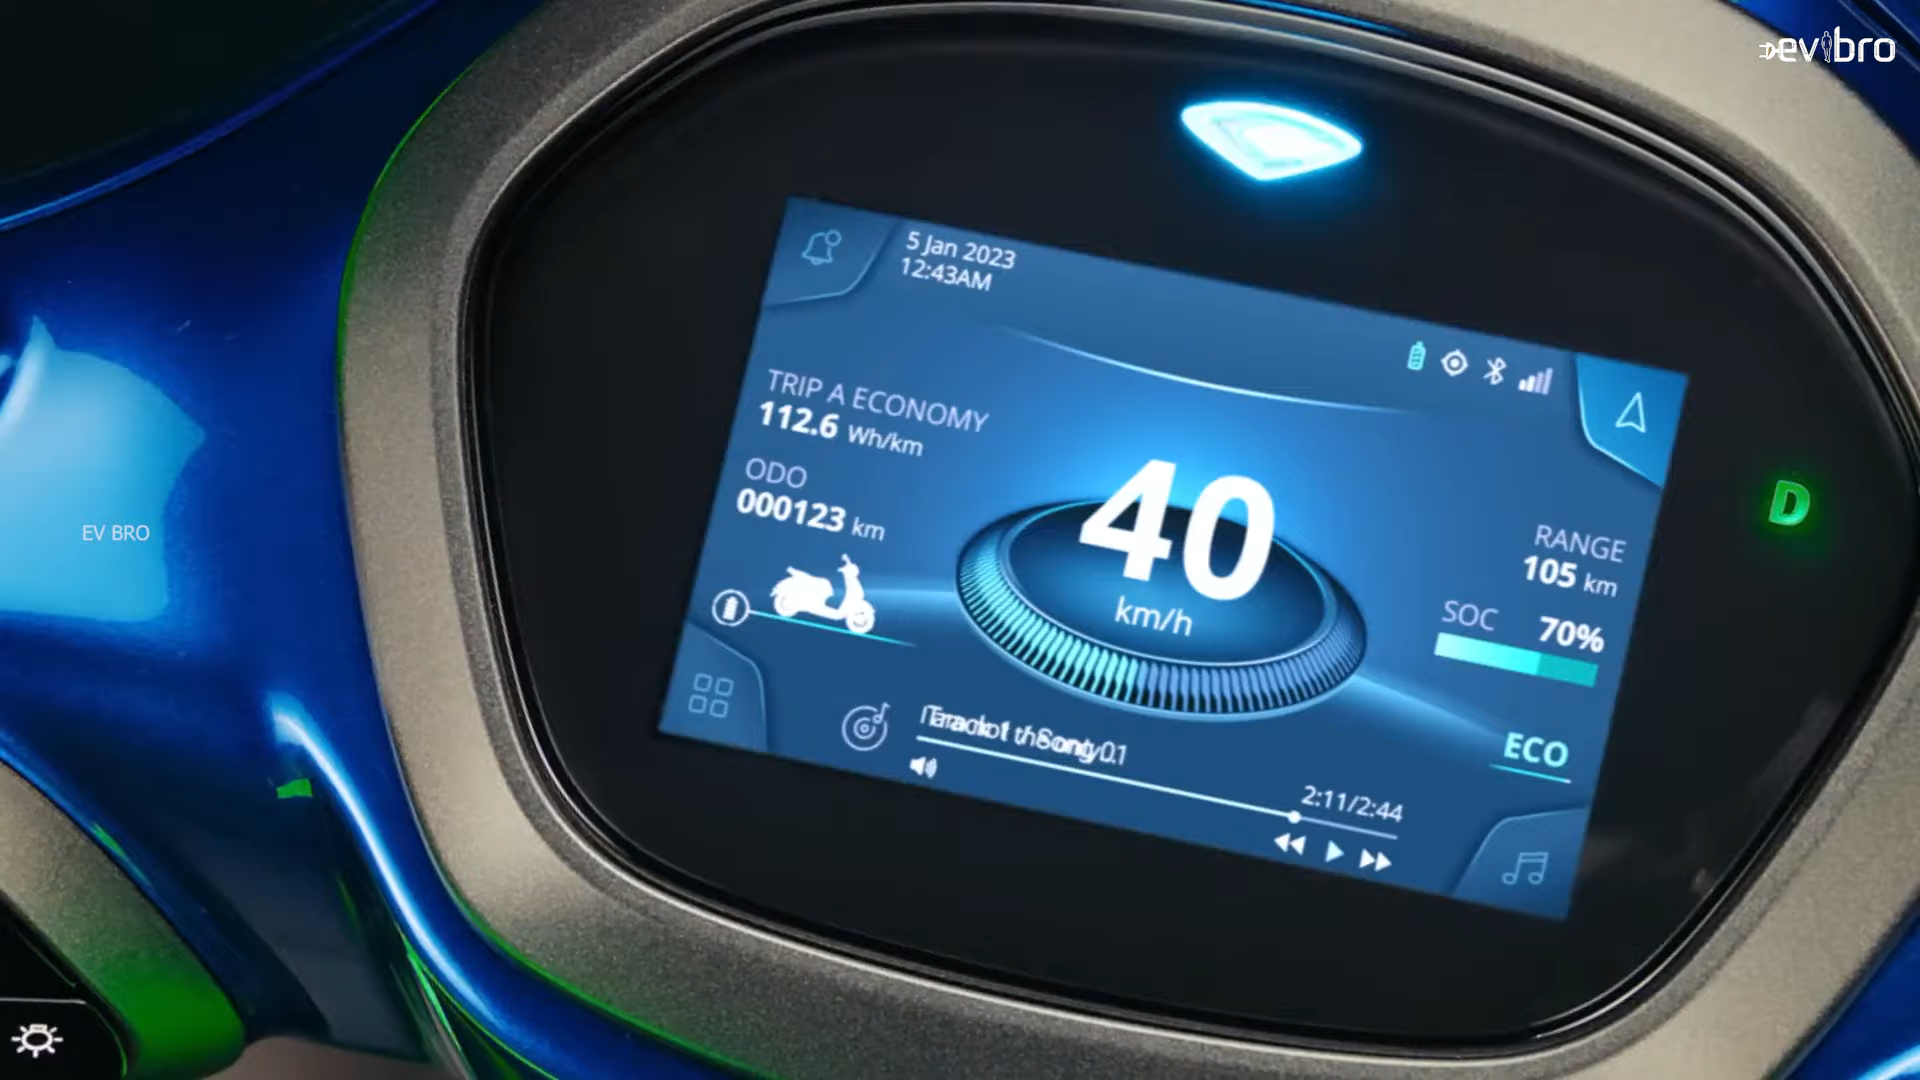 evbro
5 Jan 2023
12:43AM
TRIP A ECONOMY
112.6 Wh/km
ODO
000123 km
40
km/h
D
RANGE
105 km
SOC 70%
EV BRO
ECO
2:11/2:44